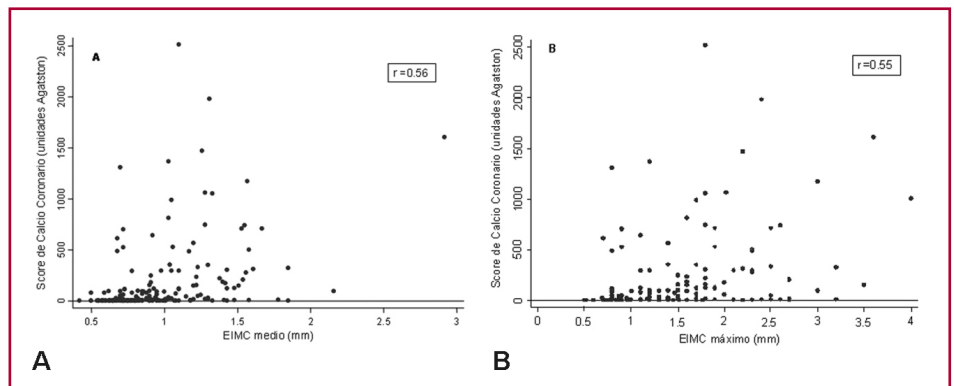 A
r=0.56
Score de Calcio Coronario (unidades Agatston)
2500
2000
1500
1000
500
0
0.5
1
1.5
2
2.5
3
EIMC medio (mm)
A
B
r=0.55
Score de Calcio Coronario (unidades Agatston)
2500
2000
1500
1000
500
0
0
0.5
1
1.5
2
2.5
3
3.5
4
EIMC máximo (mm)
B